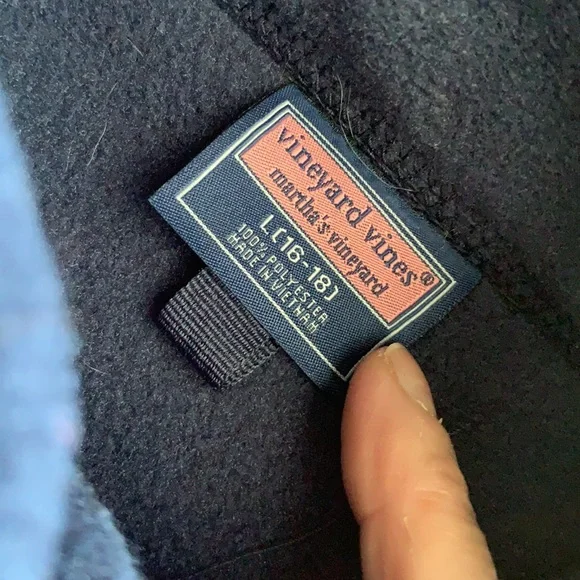 vineyard vines®
martha's vineyard
L[16-18]
100% POLYESTER
MADE IN VIETNAM